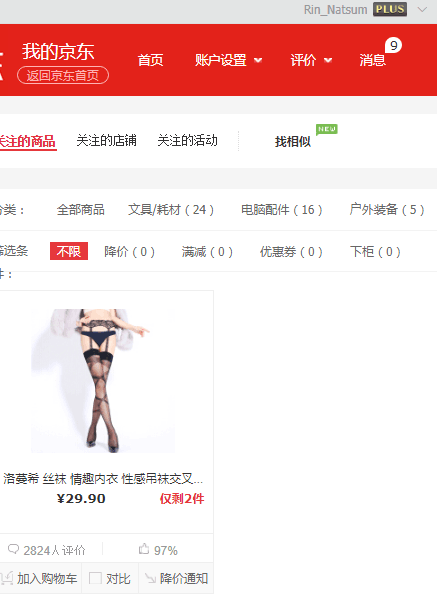 Rin_Natsum PLUS
我的京东
返回京东首页
首页 账户设置 评价 消息 9
关注的商品 关注的店铺 关注的活动 找相似 NEW
分类： 全部商品 文具/耗材（24） 电脑配件（16） 户外装备（5）
筛选条 不限 降价（0） 满减（0） 优惠券（0） 下柜（0）
件：
洛蒌希 丝袜 情趣内衣 性感吊袜交叉...
¥29.90 仅剩2件
2824人评价 97%
加入购物车 对比 降价通知